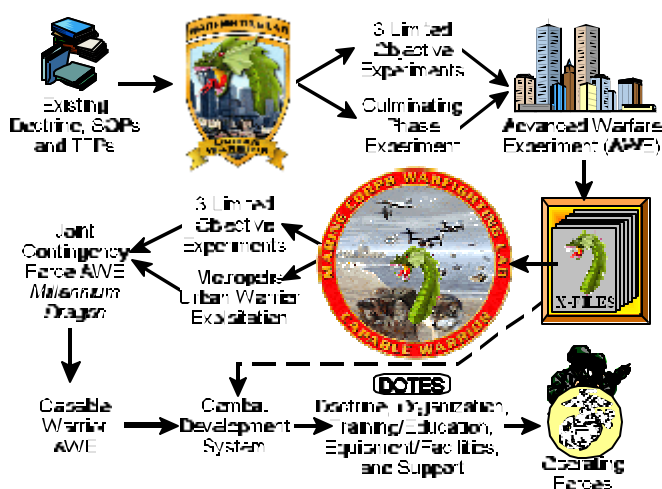 3 Limited
Objective
Experiments
Existing
Doctrine, SOPs
and TTPs
URBAN
WARRIOR
Culminating
Phase
Experiment
Advanced Warfare
Experiment (AWE)
MARINE CORPS WARFIGHTING LAB
CAPABLE WARRIOR
3 Limited
Objective
Experiments
Joint
Contingency
Force AWE
Millennium
Dragon
Metropolis
Urban Warrior
Exploitation
X-FILES
Capable
Warrior
AWE
Combat
Development
System
DOTES
Doctrine, Organization,
Training/Education,
Equipment/Facilities,
and Support
Operating
Forces